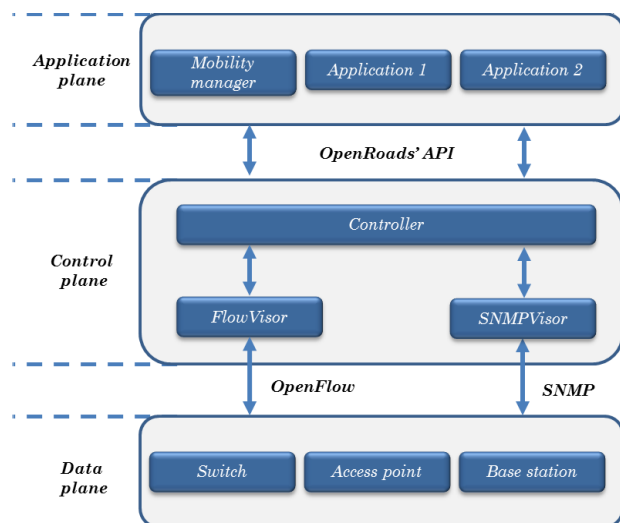 Application
plane
Mobility
manager
Application 1
Application 2
OpenRoads' API
Control
plane
Controller
FlowVisor
SNMPVisor
OpenFlow
SNMP
Data
plane
Switch
Access point
Base station